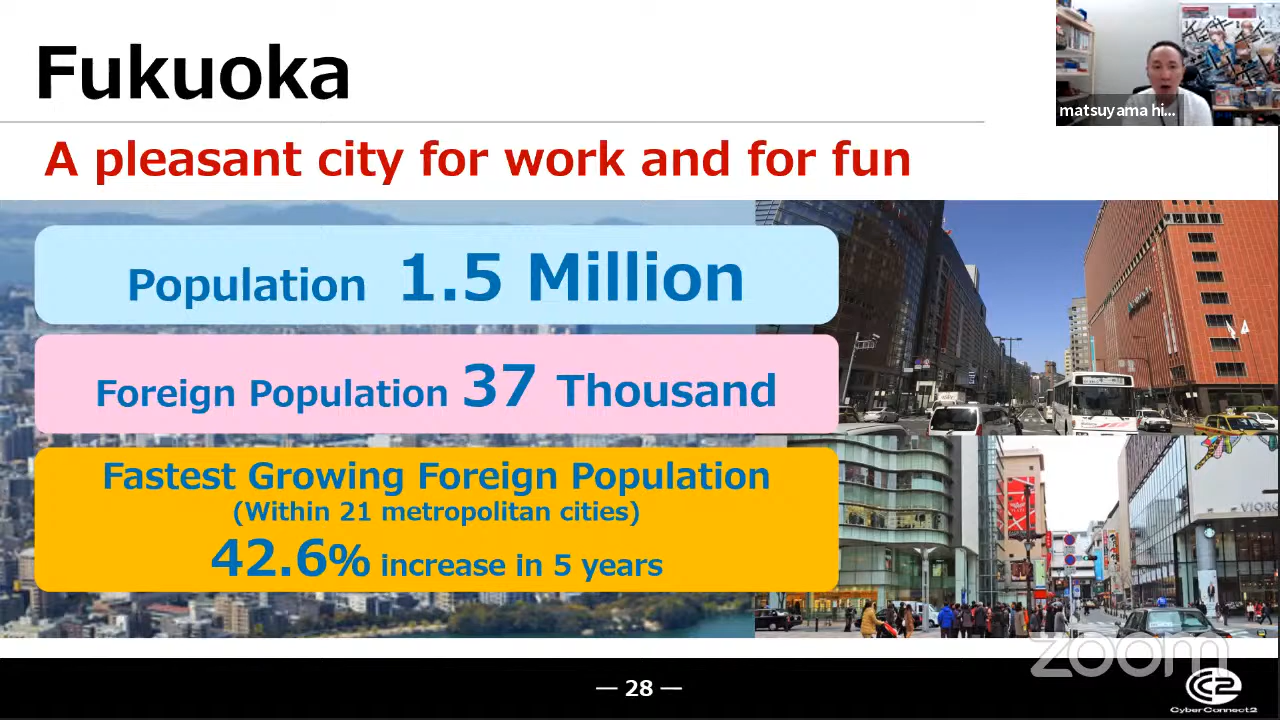 Fukuoka
matsuyama hi...
A pleasant city for work and for fun
Population 1.5 Million
Foreign Population 37 Thousand
Fastest Growing Foreign Population
(Within 21 metropolitan cities)
42.6% increase in 5 years
zoom
— 28 —
CyberConnect2